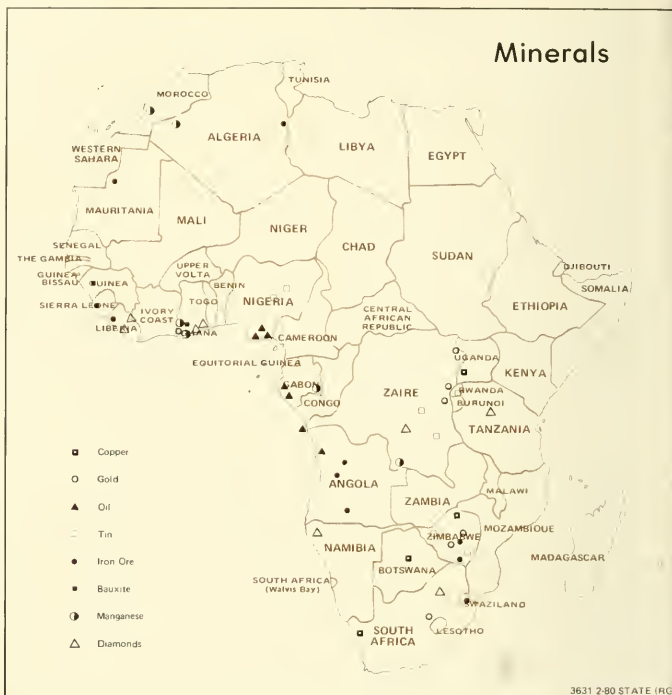 Minerals
TUNISIA
MOROCCO
ALGERIA
LIBYA
EGYPT
WESTERN
SAHARA
MAURITANIA
MALI
NIGER
CHAD
SUDAN
SENEGAL
THE GAMBIA
GUINEA
BISSAU
GUINEA
UPPER
VOLTA
BENIN
DJIBOUTI
SOMALIA
SIERRA LEONE
IVORY
COAST
TOGO
NIGERIA
ETHIOPIA
LIBERIA
GHANA
CENTRAL
AFRICAN
REPUBLIC
CAMEROON
EQUITORIAL GUINEA
UGANDA
KENYA
GABON
CONGO
ZAIRE
RWANDA
BURUNDI
TANZANIA
ANGOLA
ZAMBIA
MALAWI
ZIMBABWE
MOZAMBIQUE
MADAGASCAR
NAMIBIA
BOTSWANA
SOUTH AFRICA
(Walvis Bay)
SWAZILAND
SOUTH
AFRICA
LESOTHO
Copper
Gold
Oil
Tin
Iron Ore
Bauxite
Manganese
Diamonds
3631 2-80 STATE (RG